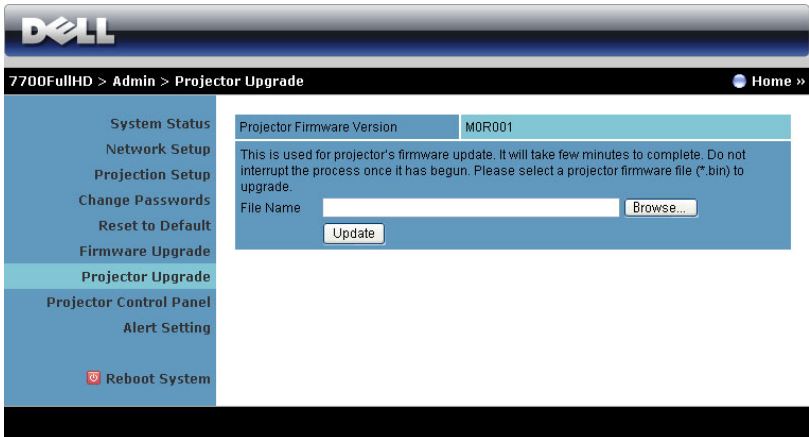 DELL
7700FullHD > Admin > Projector Upgrade
Home »
System Status
Network Setup
Projection Setup
Change Passwords
Reset to Default
Firmware Upgrade
Projector Upgrade
Projector Control Panel
Alert Setting
Reboot System
Projector Firmware Version M0R001
This is used for projector's firmware update. It will take few minutes to complete. Do not
interrupt the process once it has begun. Please select a projector firmware file (*.bin) to
upgrade.
File Name Browse...
Update